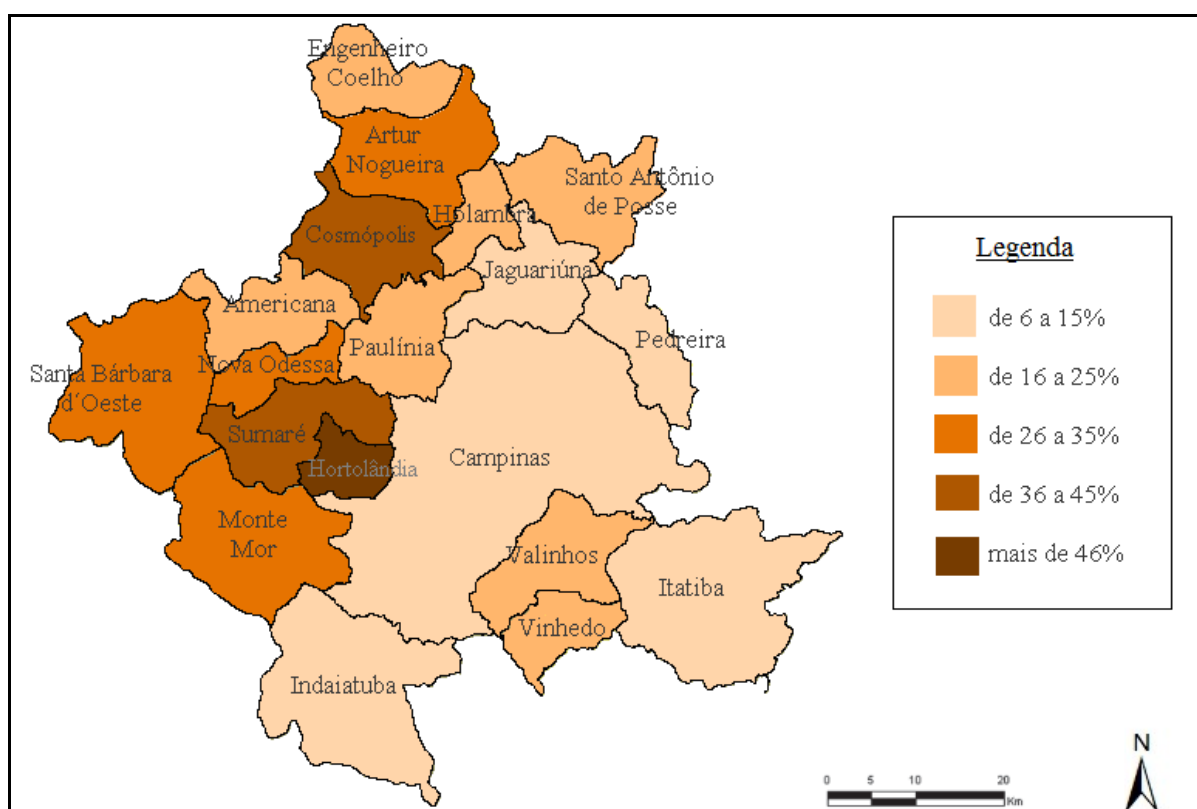 Engenheiro
Coelho
Artur
Nogueira
Santo Antônio
de Posse
Holambra
Cosmópolis
Jaguariúna
Americana
Pedreira
Paulínia
Nova Odessa
Santa Bárbara
d´Oeste
Sumaré
Hortolândia
Campinas
Monte
Mor
Valinhos
Itatiba
Vinhedo
Indaiatuba
Legenda
de 6 a 15%
de 16 a 25%
de 26 a 35%
de 36 a 45%
mais de 46%
N
0 5 10 20
Km